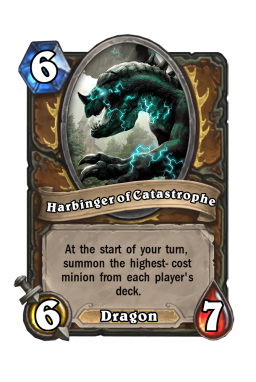 6
Harbinger of Catastrophe
At the start of your turn,
summon the highest- cost
minion from each player's
deck.
6 Dragon 7